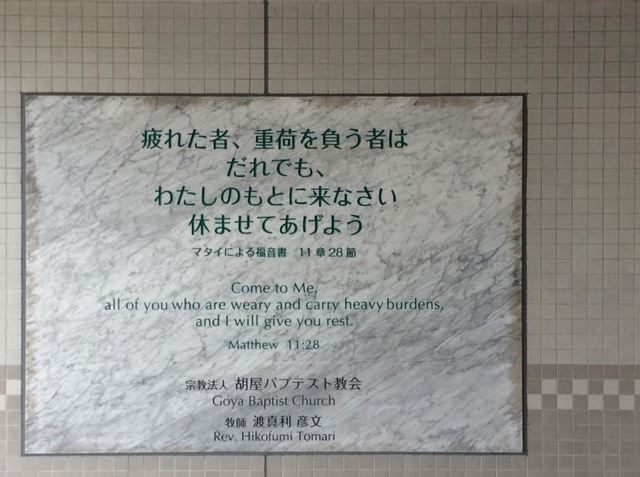 疲れた者、重荷を負う者は
だれでも、
わたしのもとに来なさい
休ませてあげよう
マタイによる福音書 11章28節
Come to Me,
all of you who are weary and carry heavy burdens,
and I will give you rest.
Matthew 11:28
宗教法人 胡屋バプテスト教会
Goya Baptist Church
牧師 渡真利 彦文
Rev. Hikofumi Tomari